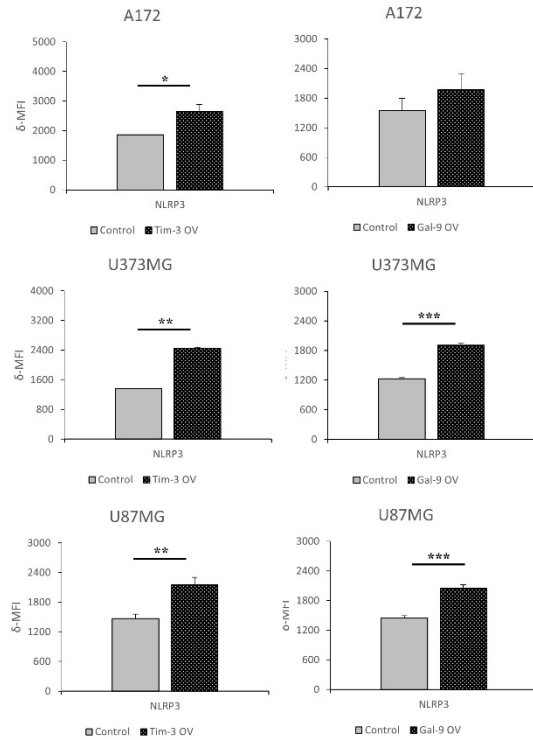 A172
δ-MFI
5000
4000
3000
2000
1000
0
*
NLRP3
Control
Tim-3 OV
A172
3000
2400
1800
1200
600
0
NLRP3
Control
Gal-9 OV
U373MG
δ-MFI
4000
3200
2400
1600
800
0
**
NLRP3
Control
Tim-3 OV
U373MG
3000
2400
1800
1200
600
0
***
NLRP3
Control
Gal-9 OV
U87MG
δ-MFI
3000
2400
1800
1200
600
0
**
NLRP3
Control
Tim-3 OV
U87MG
δ-MFI
3000
2400
1800
1200
600
0
***
NLRP3
Control
Gal-9 OV